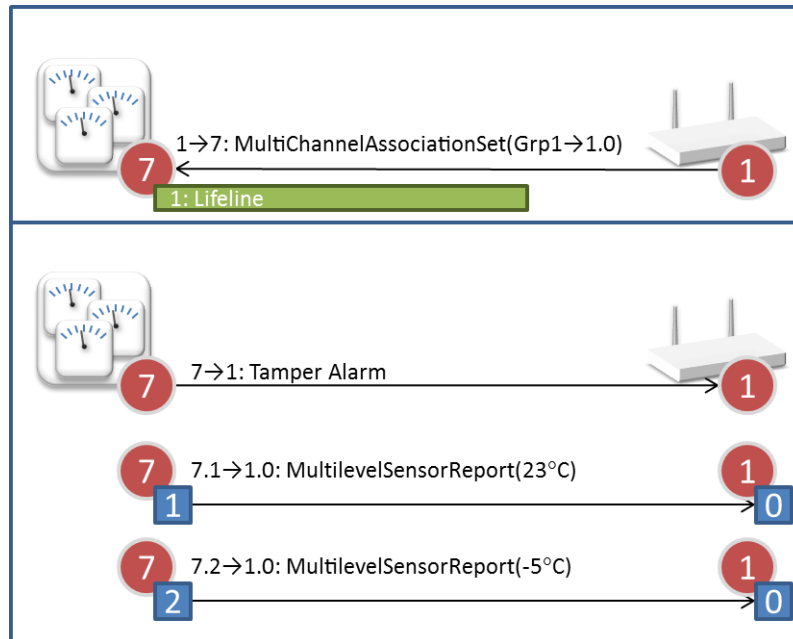 1→7: MultiChannelAssociationSet(Grp1→1.0)
7
1
1: Lifeline
7→1: Tamper Alarm
7
1
7
7.1→1.0: MultilevelSensorReport(23°C)
1
1
0
7
7.2→1.0: MultilevelSensorReport(-5°C)
1
2
0